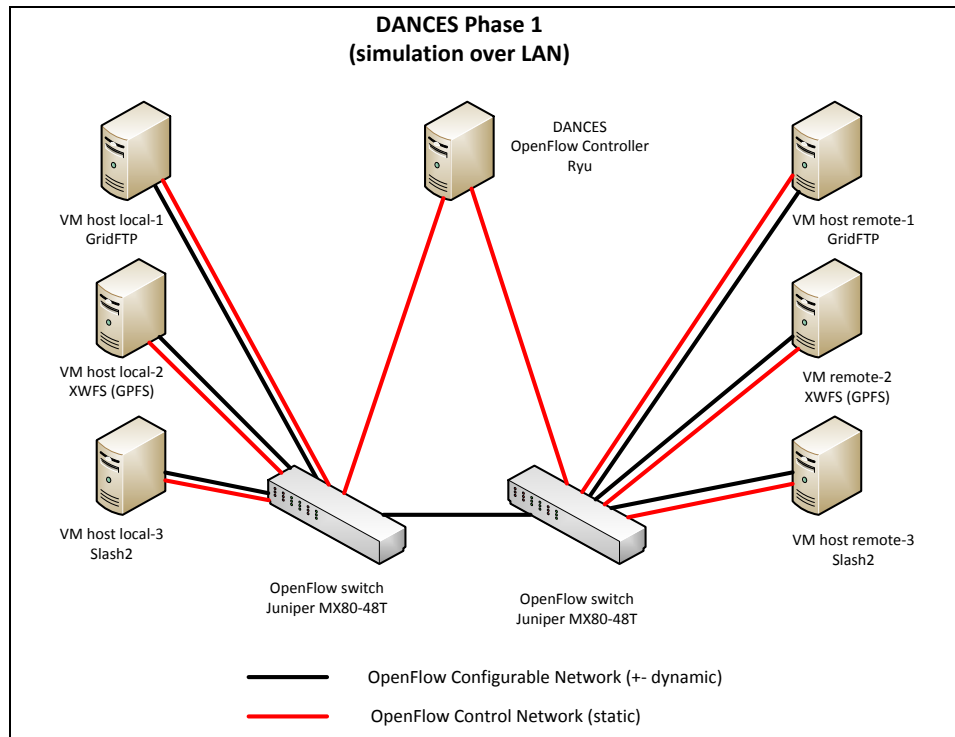 DANCES Phase 1
(simulation over LAN)
DANCES
OpenFlow Controller
Ryu
VM host local-1
GridFTP
VM host remote-1
GridFTP
VM host local-2
XWFS (GPFS)
VM remote-2
XWFS (GPFS)
VM host local-3
Slash2
VM host remote-3
Slash2
OpenFlow switch
Juniper MX80-48T
OpenFlow switch
Juniper MX80-48T
OpenFlow Configurable Network (+- dynamic)
OpenFlow Control Network (static)